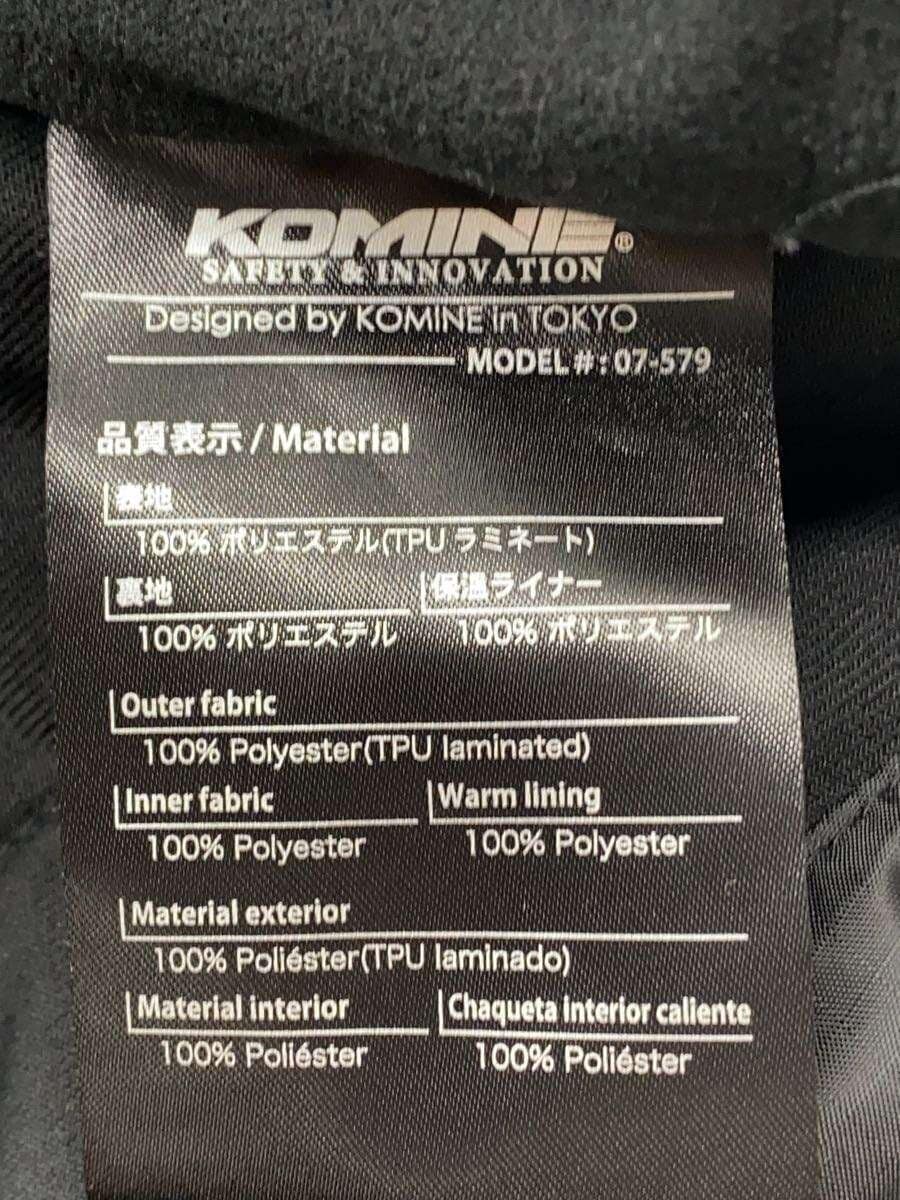 KOMINE®
SAFETY & INNOVATION
Designed by KOMINE in TOKYO
MODEL #: 07-579
品質表示 / Material
表地
100% ポリエステル(TPU ラミネート)
裏地 保温ライナー
100% ポリエステル 100% ポリエステル
Outer fabric
100% Polyester(TPU laminated)
Inner fabric Warm lining
100% Polyester 100% Polyester
Material exterior
100% Poliéster(TPU laminado)
Material interior Chaqueta interior caliente
100% Poliéster 100% Poliéster